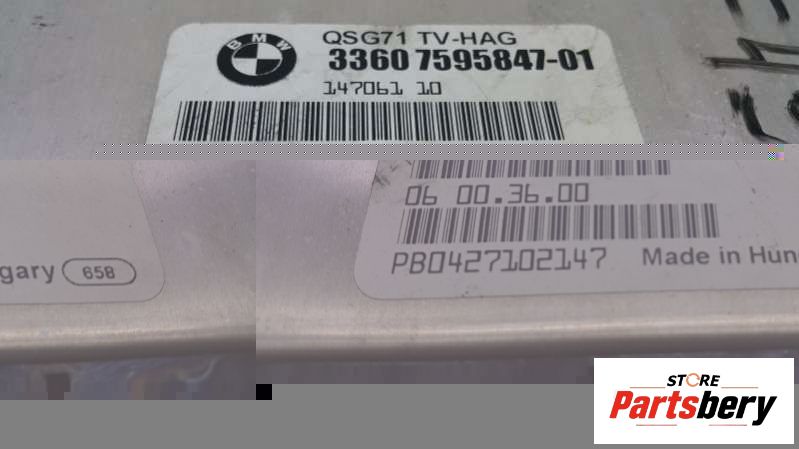 BMW
QSG71 TV-HAG
3360 7595847-01
147061 10
06 00.36.00
PB0427102147 Made in Hun
gary 658
STORE
Partsbery